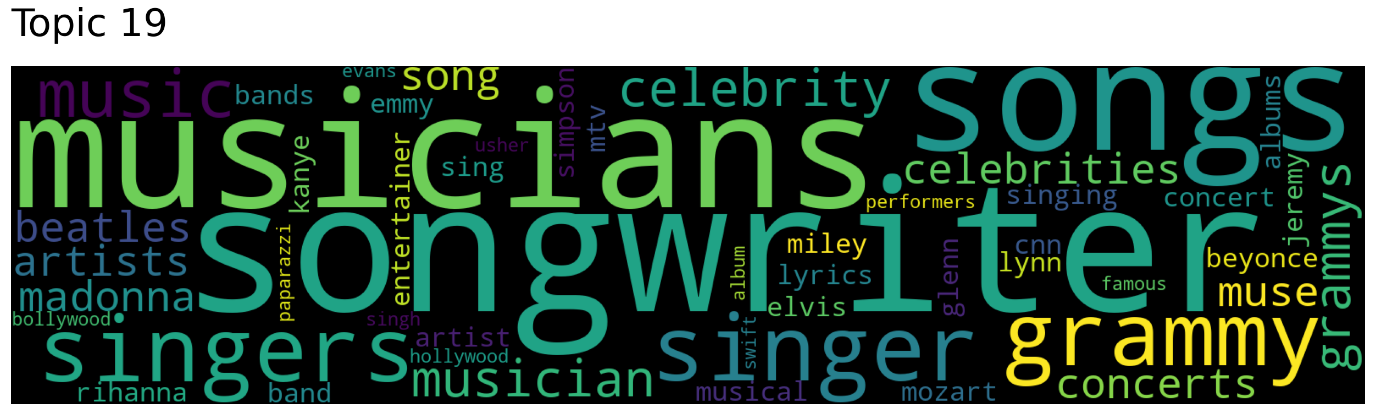 Topic 19
evans
song
celebrity
songs
music
bands
emmy
simpson
mtv
albums
musicians
kanye
entertainer
usher
sing
celebrities
singing
concert
jeremy
grammys
performers
beatles
songwriter
artists
paparazzi
miley
cnn
lynn
beyonce
album
lyrics
glenn
famous
madonna
elvis
muse
bollywood
singh
singers
artist
hollywood
swift
singer
grammy
musician
concerts
rihanna
band
musical
mozart